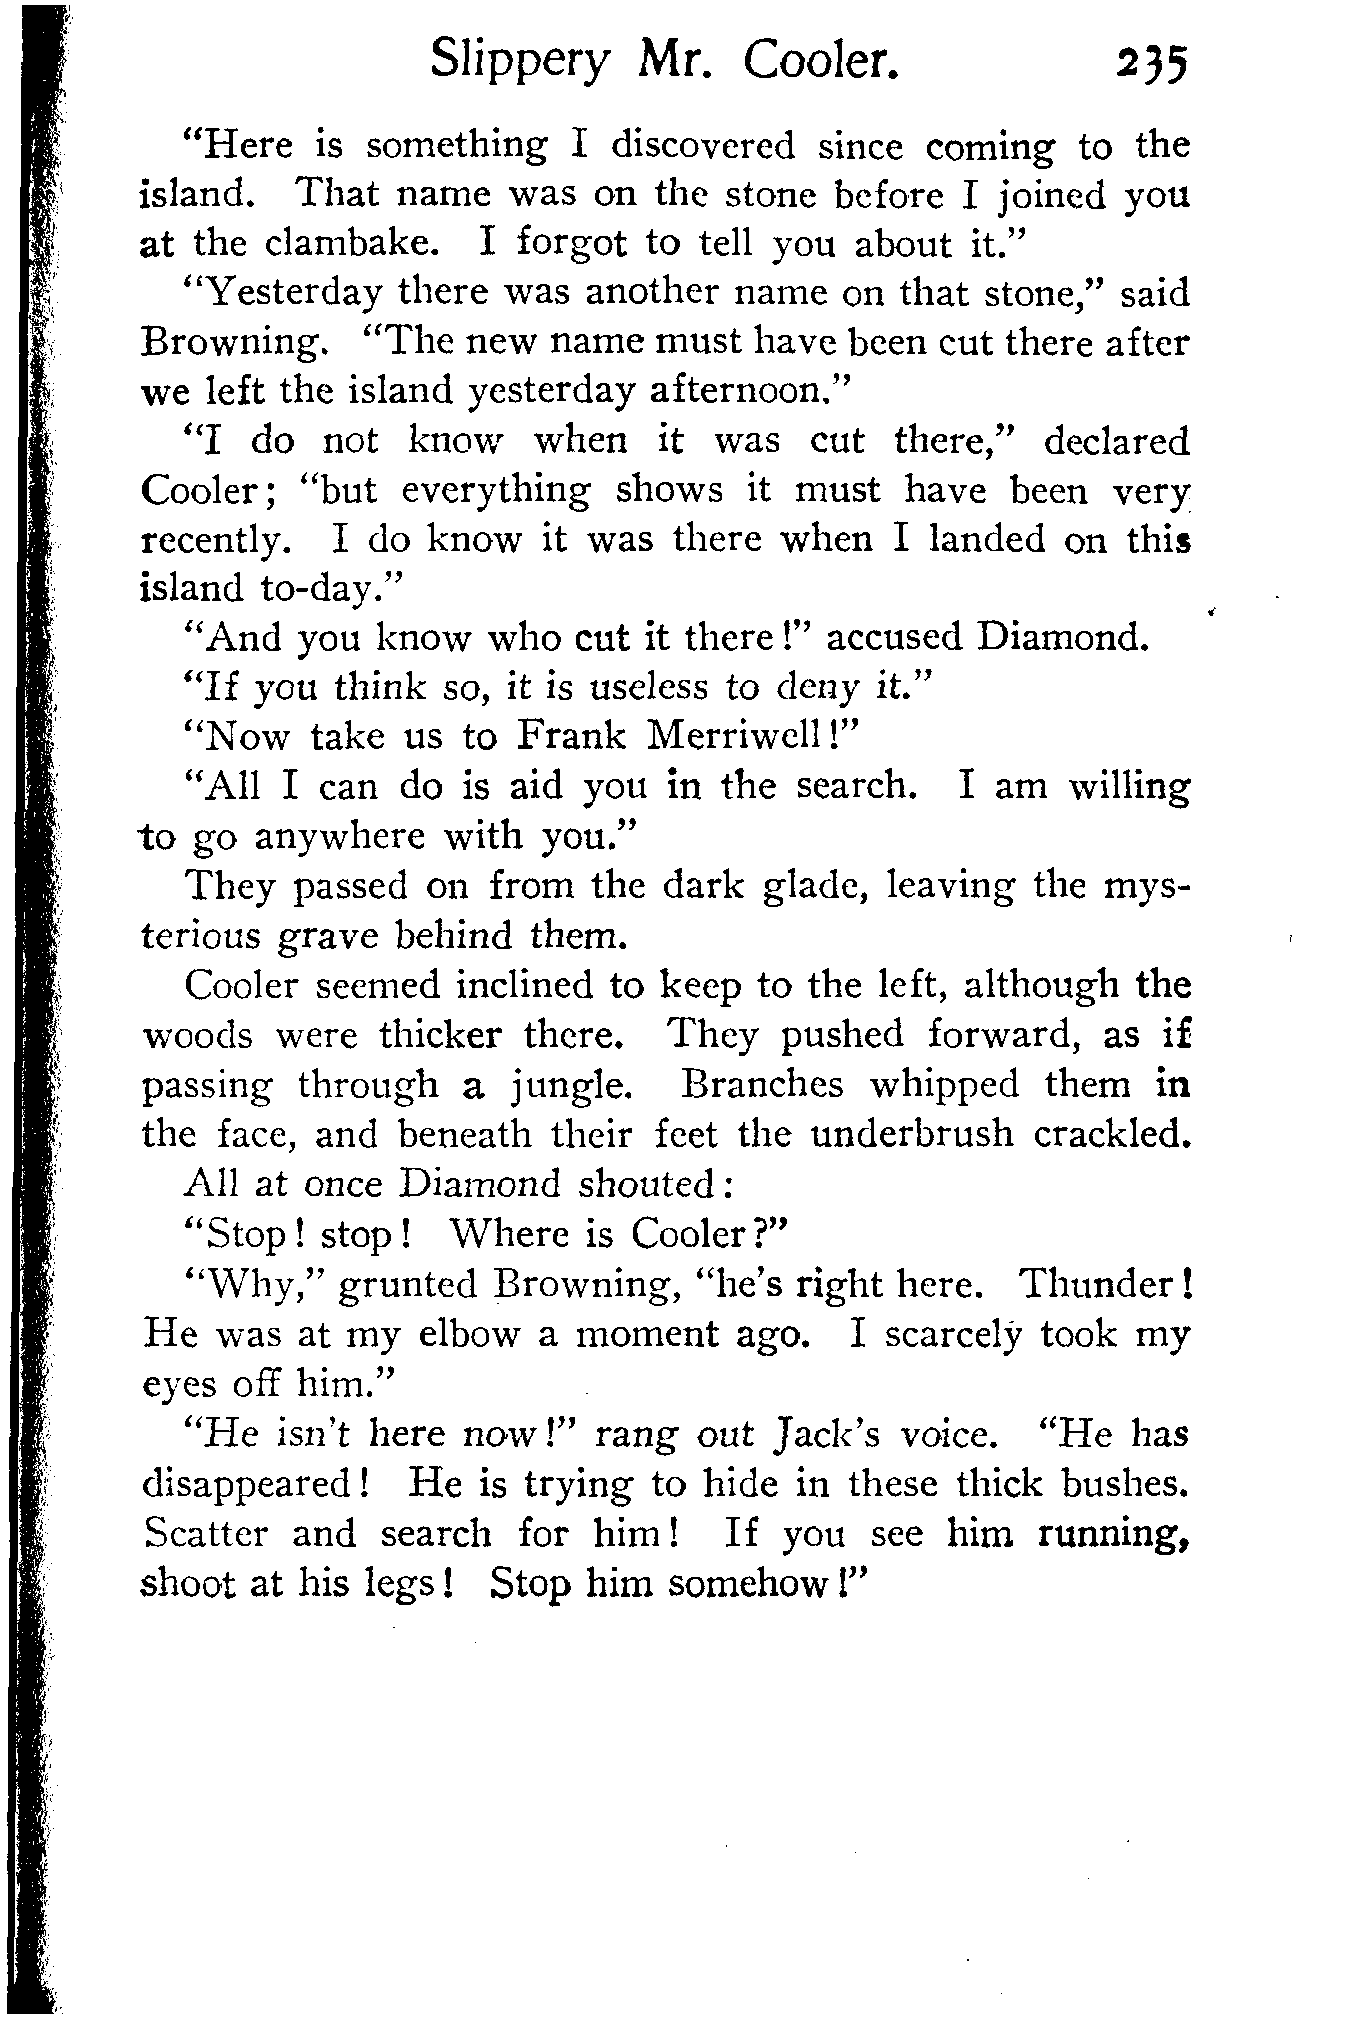 Slippery Mr. Cooler. 235
"Here is something I discovered since coming to the
island. That name was on the stone before I joined you
at the clambake. I forgot to tell you about it."
"Yesterday there was another name on that stone," said
Browning. "The new name must have been cut there after
we left the island yesterday afternoon."
"I do not know when it was cut there," declared
Cooler; "but everything shows it must have been very
recently. I do know it was there when I landed on this
island to-day."
"And you know who cut it there!" accused Diamond.
"If you think so, it is useless to deny it."
"Now take us to Frank Merriwell!"
"All I can do is aid you in the search. I am willing
to go anywhere with you."
They passed on from the dark glade, leaving the mys-
terious grave behind them.
Cooler seemed inclined to keep to the left, although the
woods were thicker there. They pushed forward, as if
passing through a jungle. Branches whipped them in
the face, and beneath their feet the underbrush crackled.
All at once Diamond shouted:
"Stop! stop! Where is Cooler?"
"Why," grunted Browning, "he's right here. Thunder!
He was at my elbow a moment ago. I scarcely took my
eyes off him."
"He isn't here now!" rang out Jack's voice. "He has
disappeared! He is trying to hide in these thick bushes.
Scatter and search for him! If you see him running,
shoot at his legs! Stop him somehow!"